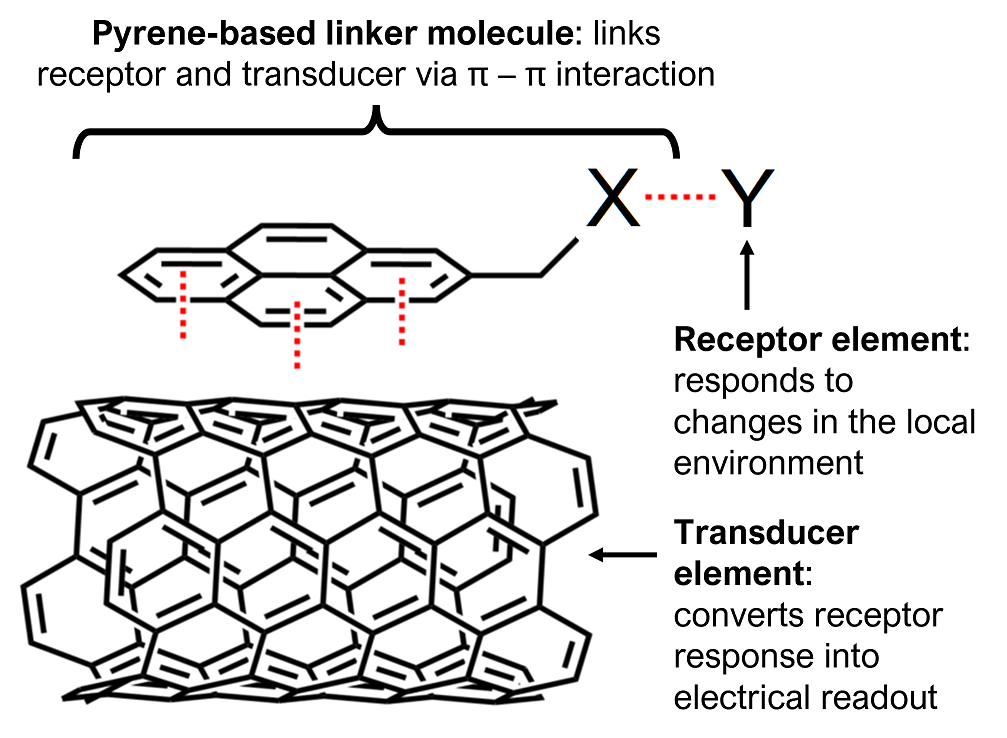 Pyrene-based linker molecule: links
receptor and transducer via π – π interaction
X Y
Receptor element:
responds to
changes in the local
environment
Transducer
element:
converts receptor
response into
electrical readout